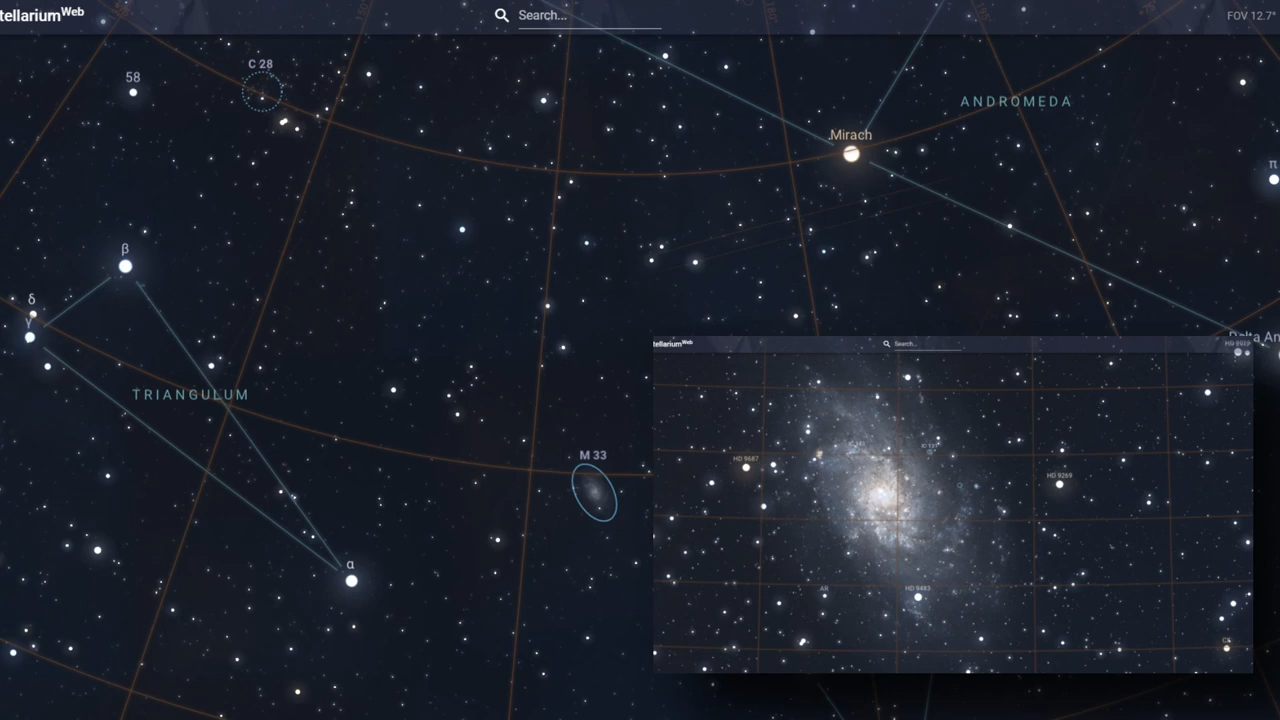 tellariumWeb
Search...
FOV 12.7°
C 28
58
ANDROMEDA
Mirach
π
β
δ
γ
TRIANGULUM
M 33
α
tellariumWeb
Search...
HD 9687
HD 9269
HD 9483